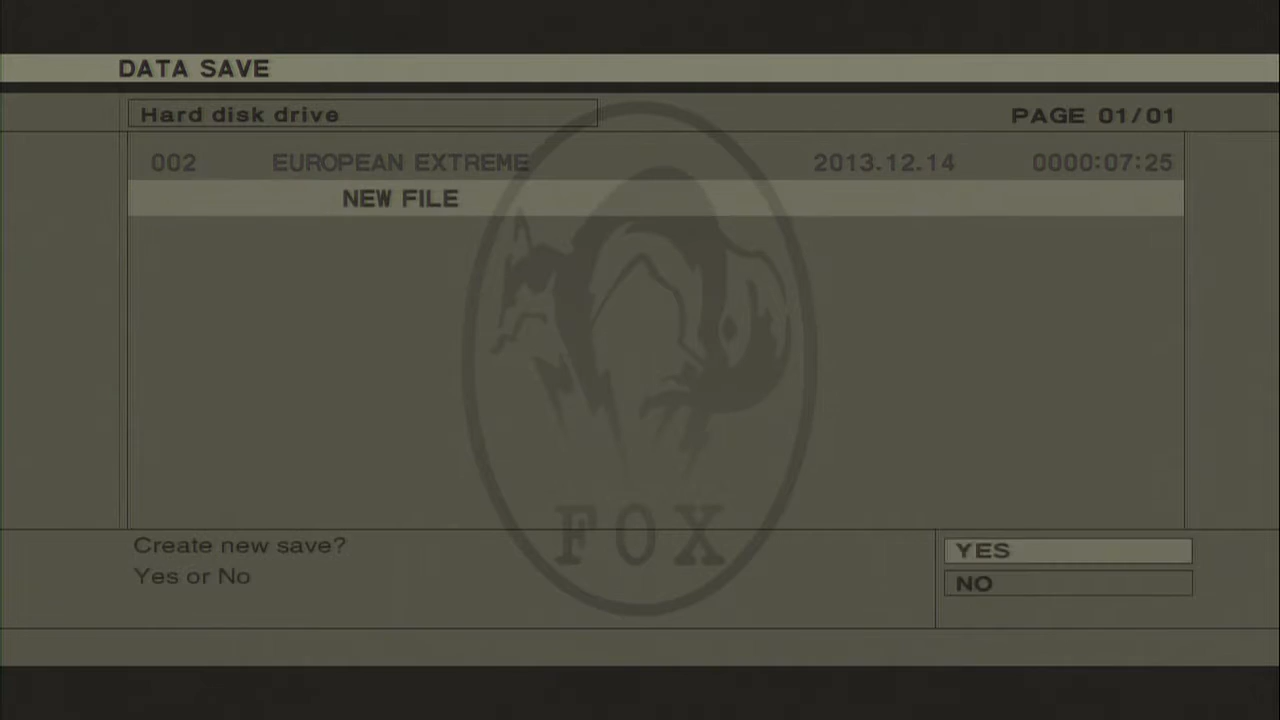 DATA SAVE
Hard disk drive PAGE 01/01
002 EUROPEAN EXTREME 2013.12.14 0000:07:25
NEW FILE
FOX
Create new save?
Yes or No
YES
NO